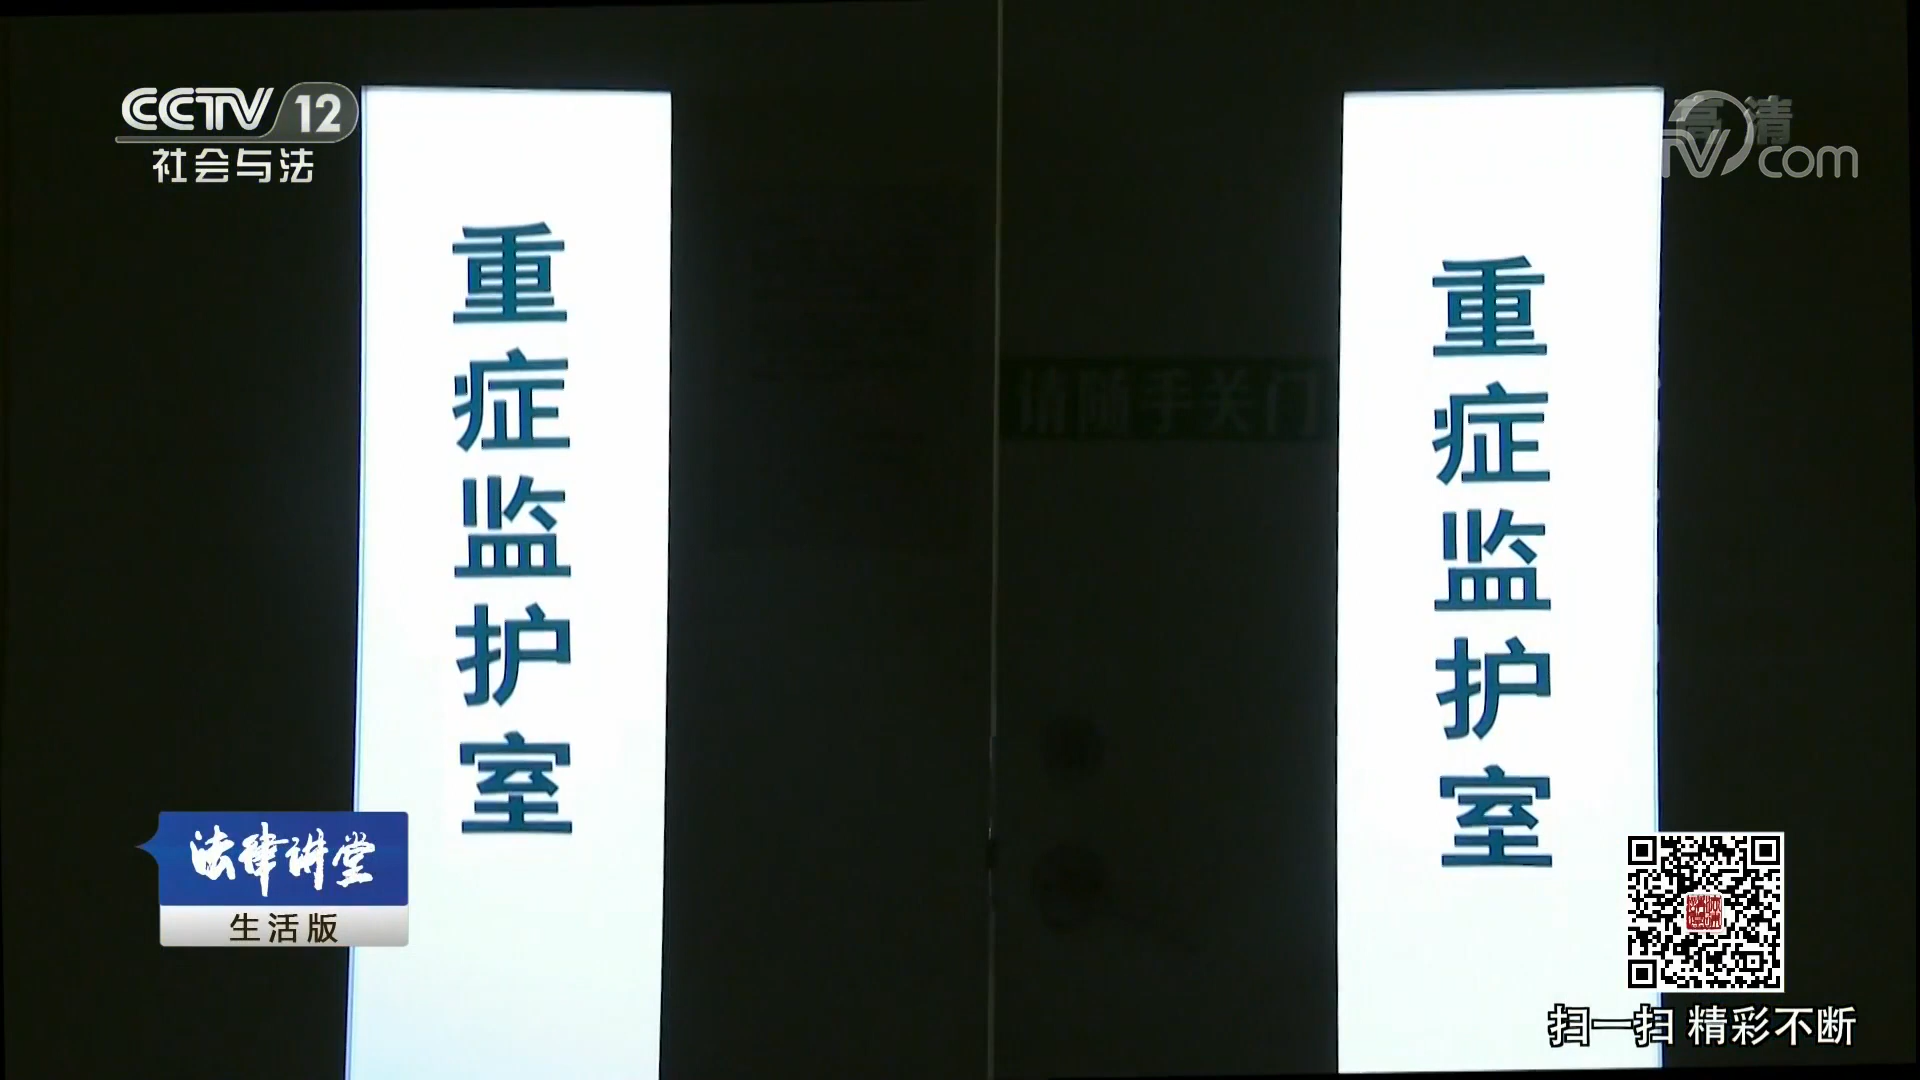 CCTV 12
社会与法
高清
TV com
重症监护室
请随手关门
重症监护室
法律讲堂
生活版
扫一扫 精彩不断